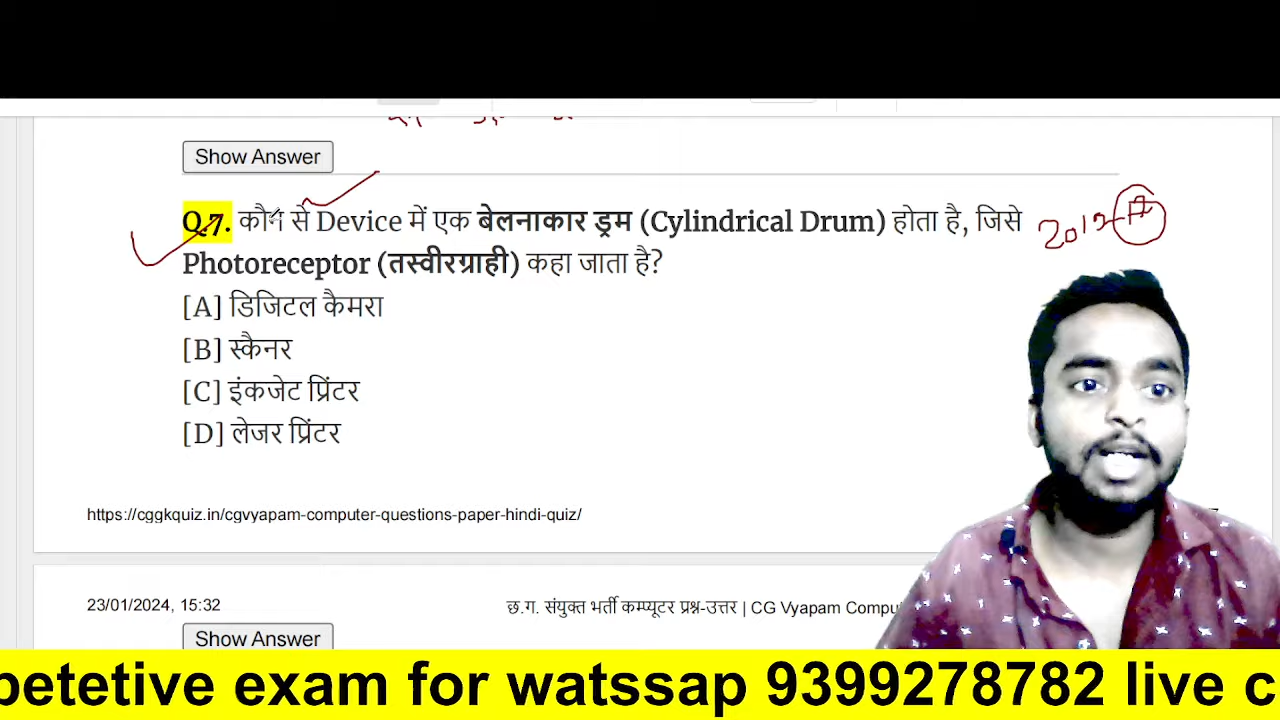 Show Answer
Q.7. कौन से Device में एक बेलनाकार ड्रम (Cylindrical Drum) होता है, जिसे
Photoreceptor (तस्वीरग्राही) कहा जाता है?
[A] डिजिटल कैमरा
[B] स्कैनर
[C] इंकजेट प्रिंटर
[D] लेजर प्रिंटर
https://cggkquiz.in/cgvyapam-computer-questions-paper-hindi-quiz/
23/01/2024, 15:32
छ.ग. संयुक्त भर्ती कम्प्यूटर प्रश्न-उत्तर | CG Vyapam Compu
Show Answer
petetive exam for watssap 9399278782 live c